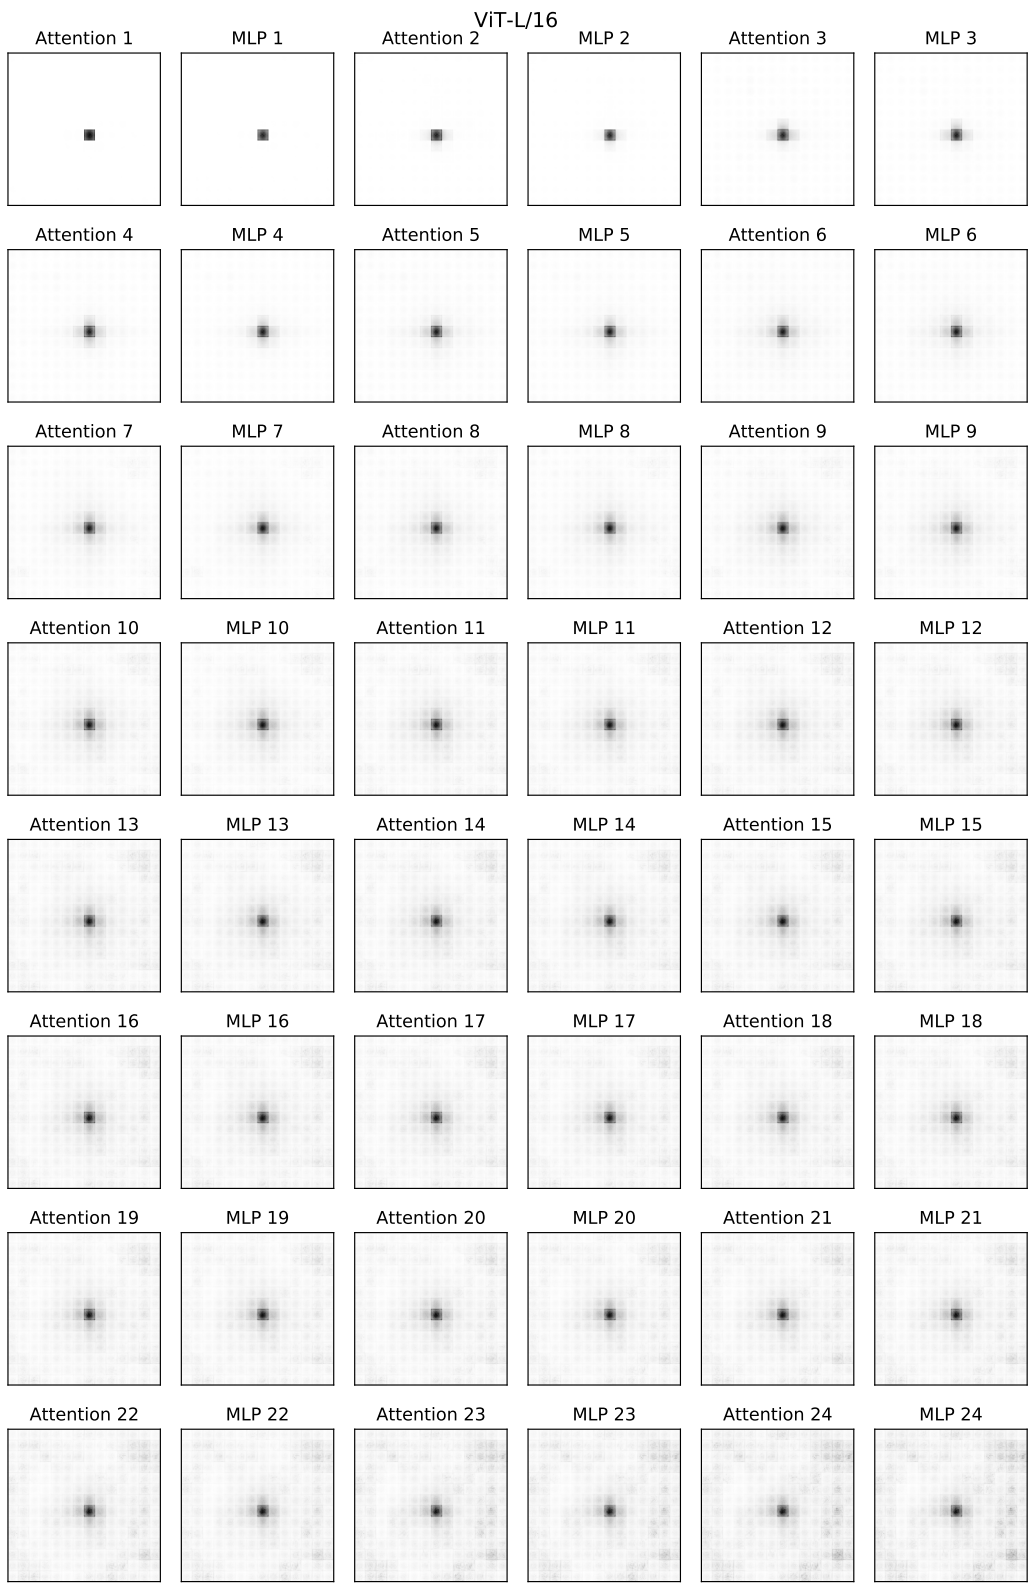 ViT-L/16
Attention 1 MLP 1 Attention 2 MLP 2 Attention 3 MLP 3
Attention 4 MLP 4 Attention 5 MLP 5 Attention 6 MLP 6
Attention 7 MLP 7 Attention 8 MLP 8 Attention 9 MLP 9
Attention 10 MLP 10 Attention 11 MLP 11 Attention 12 MLP 12
Attention 13 MLP 13 Attention 14 MLP 14 Attention 15 MLP 15
Attention 16 MLP 16 Attention 17 MLP 17 Attention 18 MLP 18
Attention 19 MLP 19 Attention 20 MLP 20 Attention 21 MLP 21
Attention 22 MLP 22 Attention 23 MLP 23 Attention 24 MLP 24